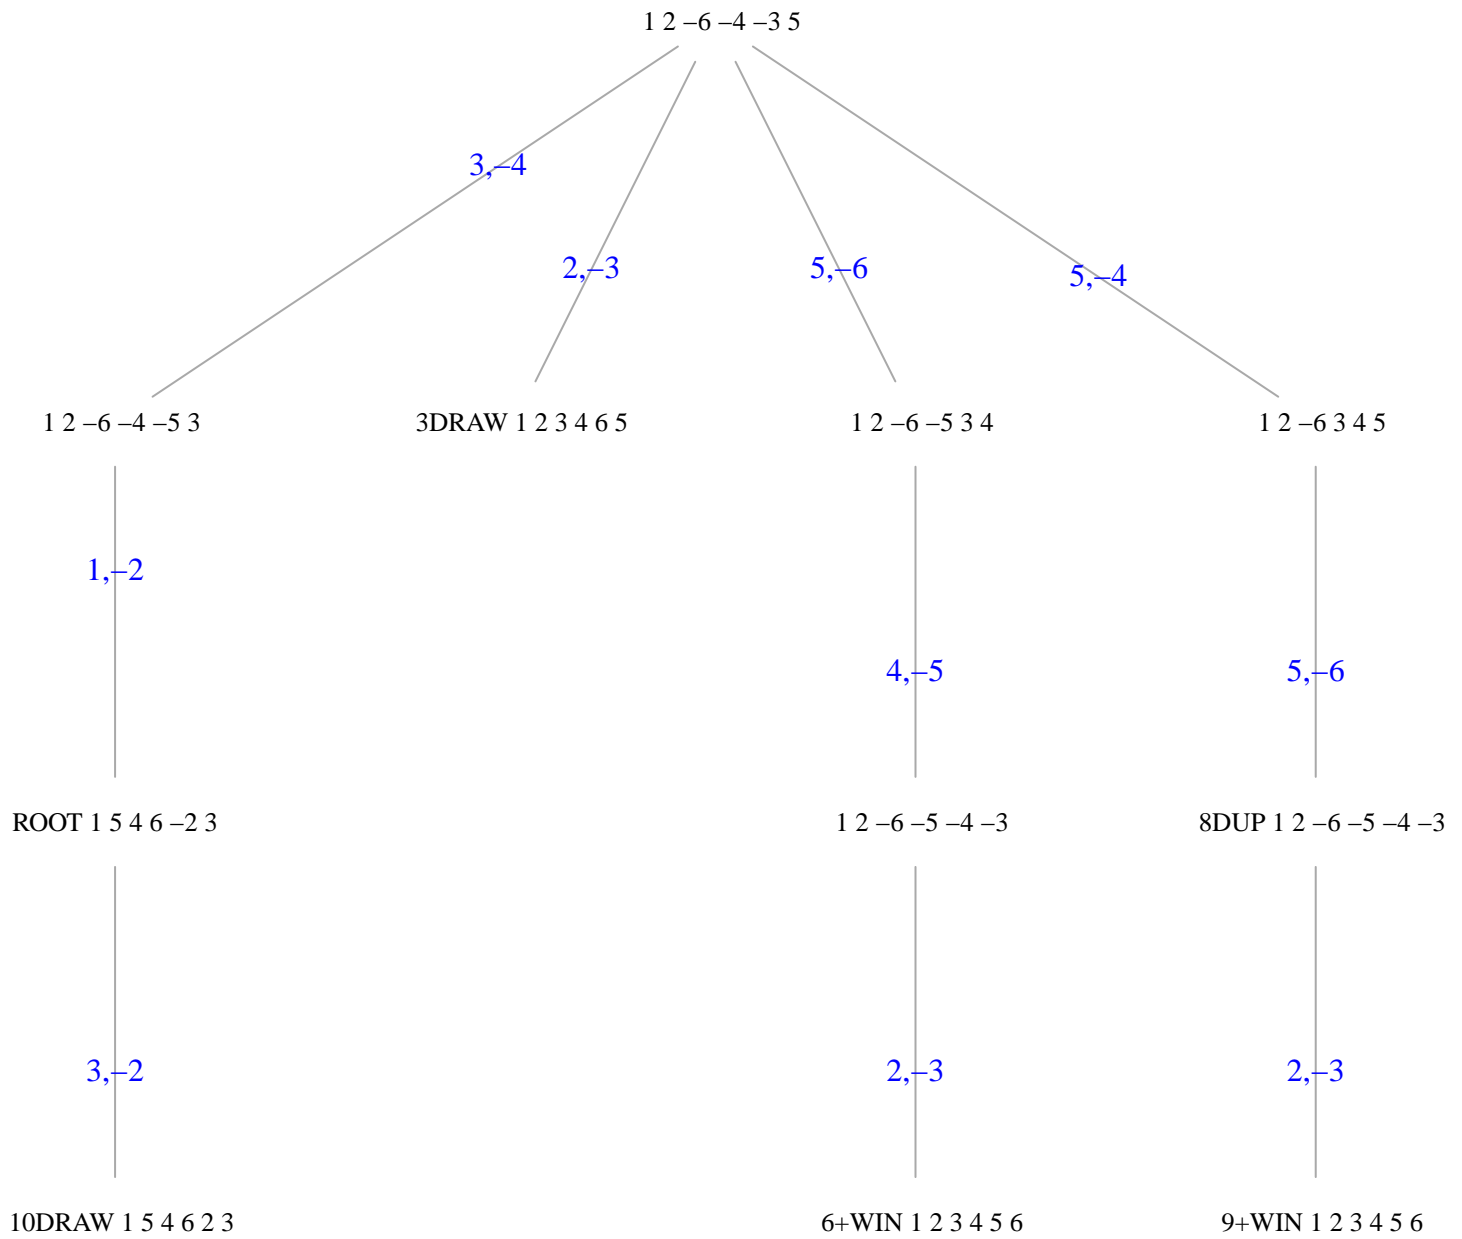 1 2 –6 –4 –3 5
3,–4
2,–3
5,–6
5,–4
1 2 –6 –4 –5 3
3DRAW 1 2 3 4 6 5
1 2 –6 –5 3 4
1 2 –6 3 4 5
1,–2
4,–5
5,–6
ROOT 1 5 4 6 –2 3
1 2 –6 –5 –4 –3
8DUP 1 2 –6 –5 –4 –3
3,–2
2,–3
2,–3
10DRAW 1 5 4 6 2 3
6+WIN 1 2 3 4 5 6
9+WIN 1 2 3 4 5 6